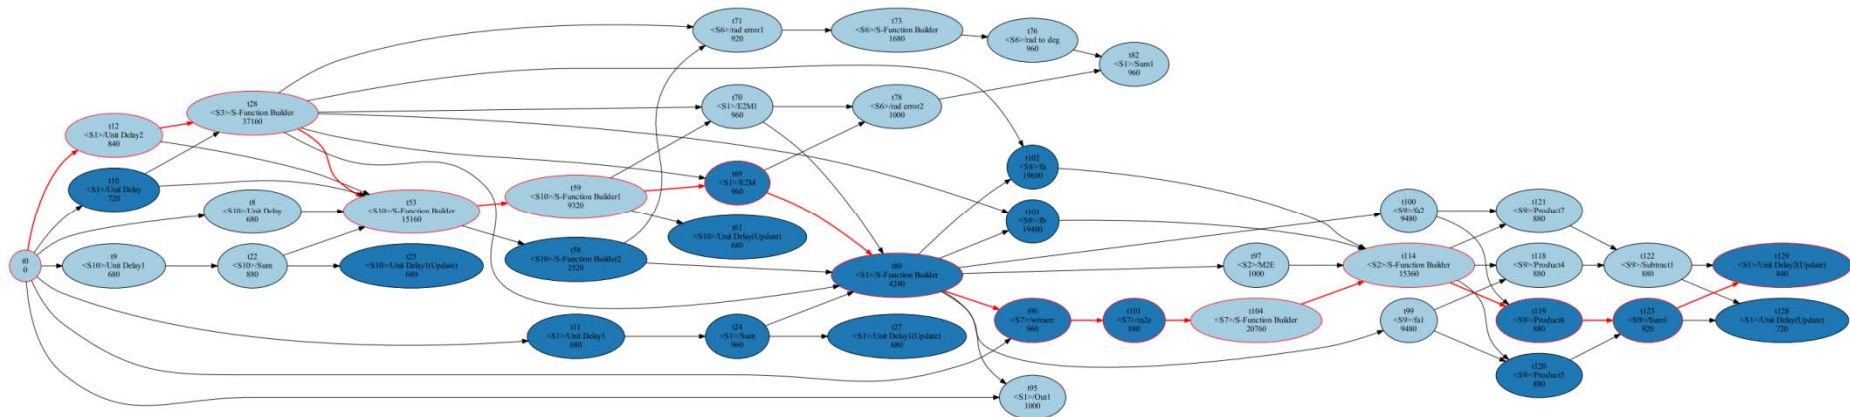 t71
<S6>/rad error1
920
t73
<S6>/S-Function Builder
1680
t76
<S6>/rad to deg
960
t82
<S1>/Sum1
960
t28
<S3>/S-Function Builder
37160
t70
<S1>/E2M1
960
t78
<S6>/rad error2
1000
t12
<S1>/Unit Delay2
840
t102
<S8>/fa
19600
t10
<S1>/Unit Delay
720
t59
<S10>/S-Function Builder1
9320
t69
<S1>/E2M
960
t8
<S10>/Unit Delay
680
t53
<S10>/S-Function Builder
15160
t103
<S8>/fb
19480
t100
<S9>/fa2
9480
t121
<S9>/Product7
880
t61
<S10>/Unit Delay(Update)
680
t58
<S10>/S-Function Builder2
2520
t0
0
t9
<S10>/Unit Delay1
680
t22
<S10>/Sum
880
t25
<S10>/Unit Delay1(Update)
680
t80
<S1>/S-Function Builder
4240
t97
<S2>/M2E
1000
t114
<S2>/S-Function Builder
15360
t118
<S9>/Product4
880
t122
<S9>/Subtract1
880
t129
<S1>/Unit Delay2(Update)
840
t11
<S1>/Unit Delay1
680
t24
<S1>/Sum
960
t27
<S1>/Unit Delay1(Update)
680
t96
<S7>/wmerr
960
t101
<S7>/m2e
880
t104
<S7>/S-Function Builder
20760
t99
<S9>/fa1
9480
t119
<S9>/Product6
880
t123
<S9>/Sum1
920
t128
<S1>/Unit Delay(Update)
720
t120
<S9>/Product5
880
t95
<S1>/Out1
1000